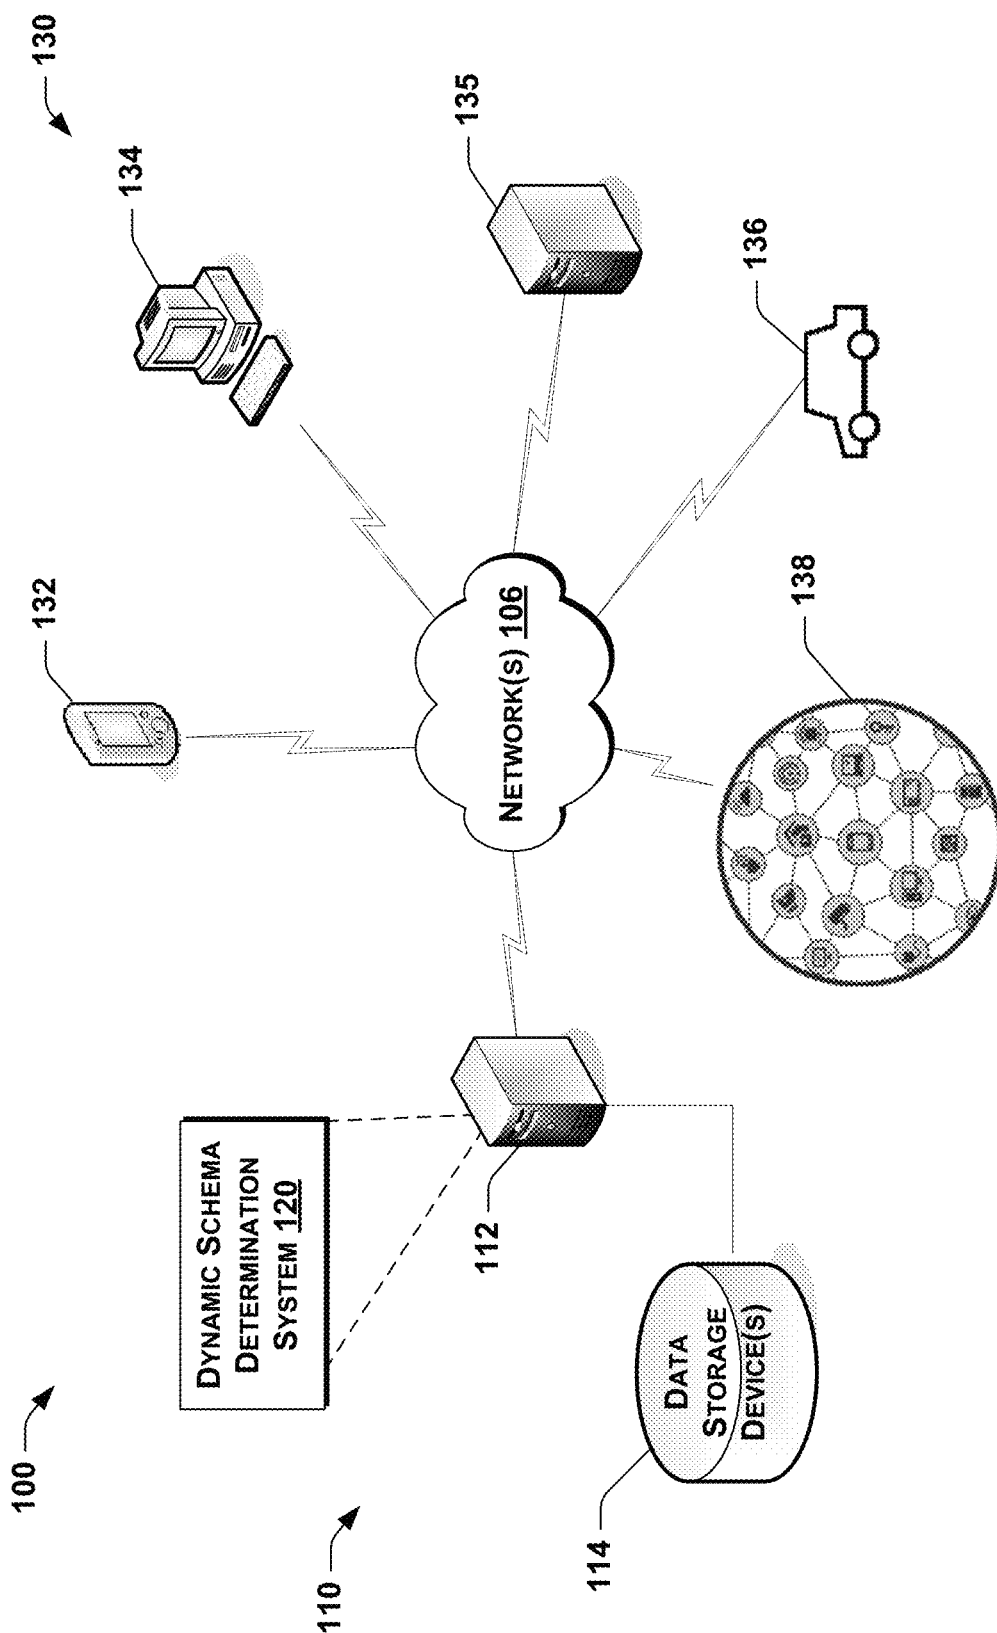 100
110
DYNAMIC SCHEMA
DETERMINATION
SYSTEM 120
112
114
DATA
STORAGE
DEVICE(S)
NETWORK(S) 106
130
132
134
135
136
138